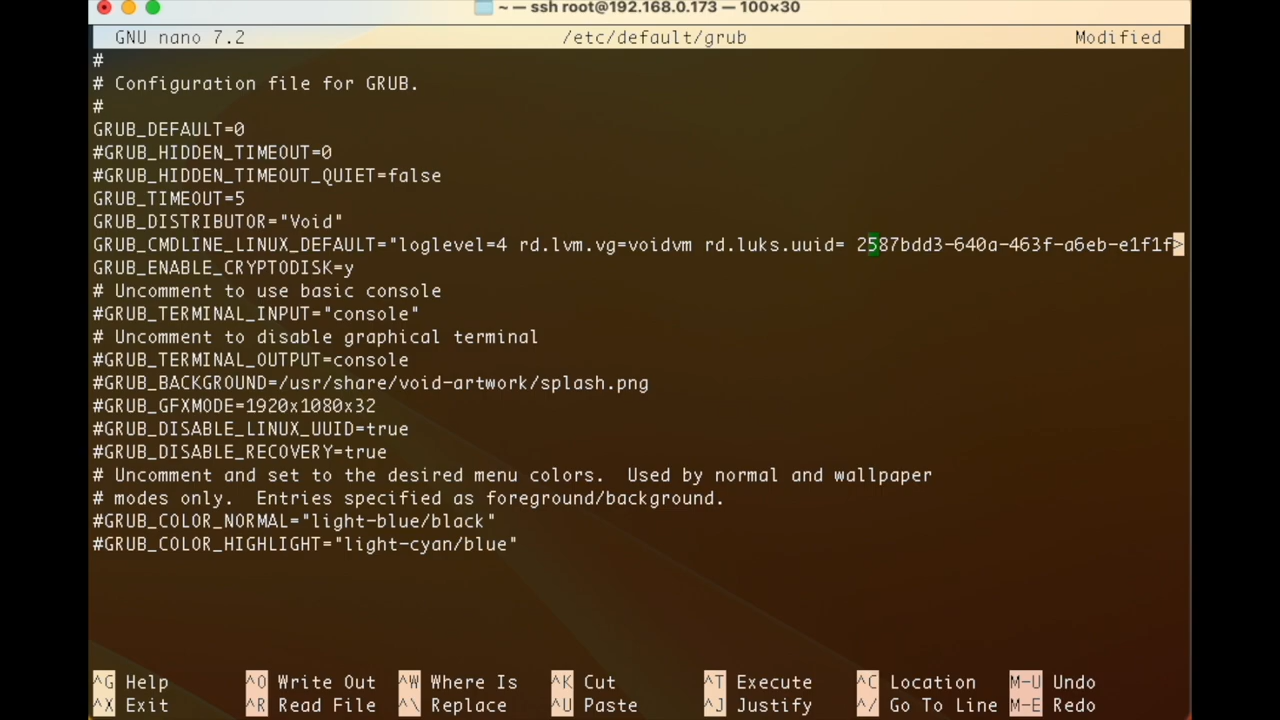 ~ — ssh root@192.168.0.173 — 100×30
GNU nano 7.2 /etc/default/grub Modified
#
# Configuration file for GRUB.
#
GRUB_DEFAULT=0
#GRUB_HIDDEN_TIMEOUT=0
#GRUB_HIDDEN_TIMEOUT_QUIET=false
GRUB_TIMEOUT=5
GRUB_DISTRIBUTOR="Void"
GRUB_CMDLINE_LINUX_DEFAULT="loglevel=4 rd.lvm.vg=voidvm rd.luks.uuid= 2587bdd3-640a-463f-a6eb-e1f1f>
GRUB_ENABLE_CRYPTODISK=y
# Uncomment to use basic console
#GRUB_TERMINAL_INPUT="console"
# Uncomment to disable graphical terminal
#GRUB_TERMINAL_OUTPUT=console
#GRUB_BACKGROUND=/usr/share/void-artwork/splash.png
#GRUB_GFXMODE=1920x1080x32
#GRUB_DISABLE_LINUX_UUID=true
#GRUB_DISABLE_RECOVERY=true
# Uncomment and set to the desired menu colors.  Used by normal and wallpaper
# modes only.  Entries specified as foreground/background.
#GRUB_COLOR_NORMAL="light-blue/black"
#GRUB_COLOR_HIGHLIGHT="light-cyan/blue"
^G Help ^O Write Out ^W Where Is ^K Cut ^T Execute ^C Location M-U Undo
^X Exit ^R Read File ^\ Replace ^U Paste ^J Justify ^/ Go To Line M-E Redo